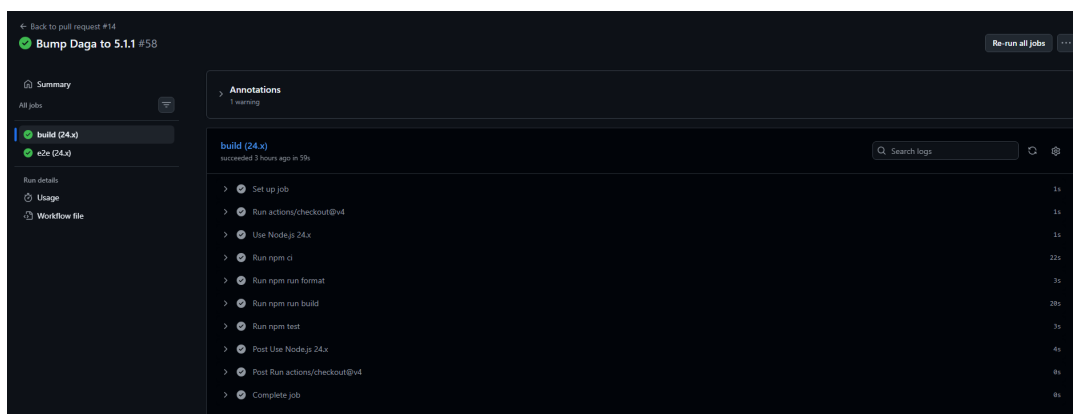 ← Back to pull request #14
Bump Daga to 5.1.1 #58
Re-run all jobs
Summary
All jobs
build (24.x)
e2e (24.x)
Run details
Usage
Workflow file
Annotations
1 warning
build (24.x)
succeeded 3 hours ago in 59s
Search logs
Set up job 1s
Run actions/checkout@v4 1s
Use Node.js 24.x 1s
Run npm ci 22s
Run npm run format 3s
Run npm run build 20s
Run npm test 3s
Post Use Node.js 24.x 4s
Post Run actions/checkout@v4 0s
Complete job 0s